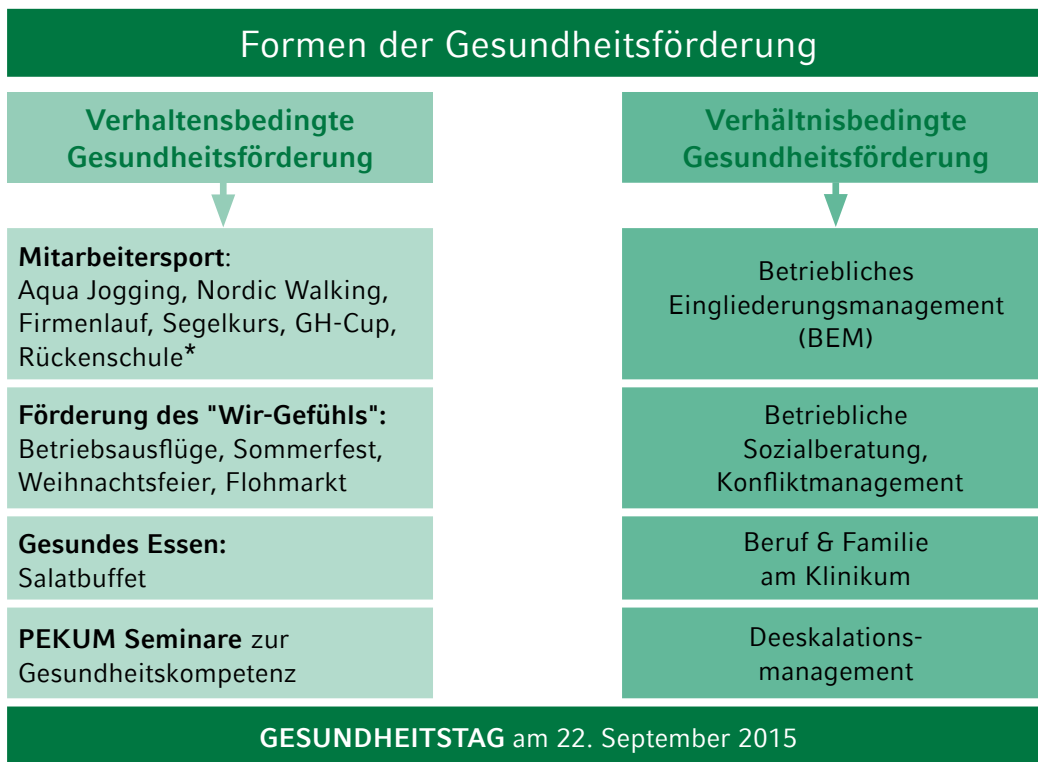 Formen der Gesundheitsförderung
Verhaltensbedingte
Gesundheitsförderung
Mitarbeitersport:
Aqua Jogging, Nordic Walking,
Firmenlauf, Segelkurs, GH-Cup,
Rückenschule*
Förderung des "Wir-Gefühls":
Betriebsausflüge, Sommerfest,
Weihnachtsfeier, Flohmarkt
Gesundes Essen:
Salatbuffet
PEKUM Seminare zur
Gesundheitskompetenz
Verhältnisbedingte
Gesundheitsförderung
Betriebliches
Eingliederungsmanagement
(BEM)
Betriebliche
Sozialberatung,
Konfliktmanagement
Beruf & Familie
am Klinikum
Deeskalations-
management
GESUNDHEITSTAG am 22. September 2015